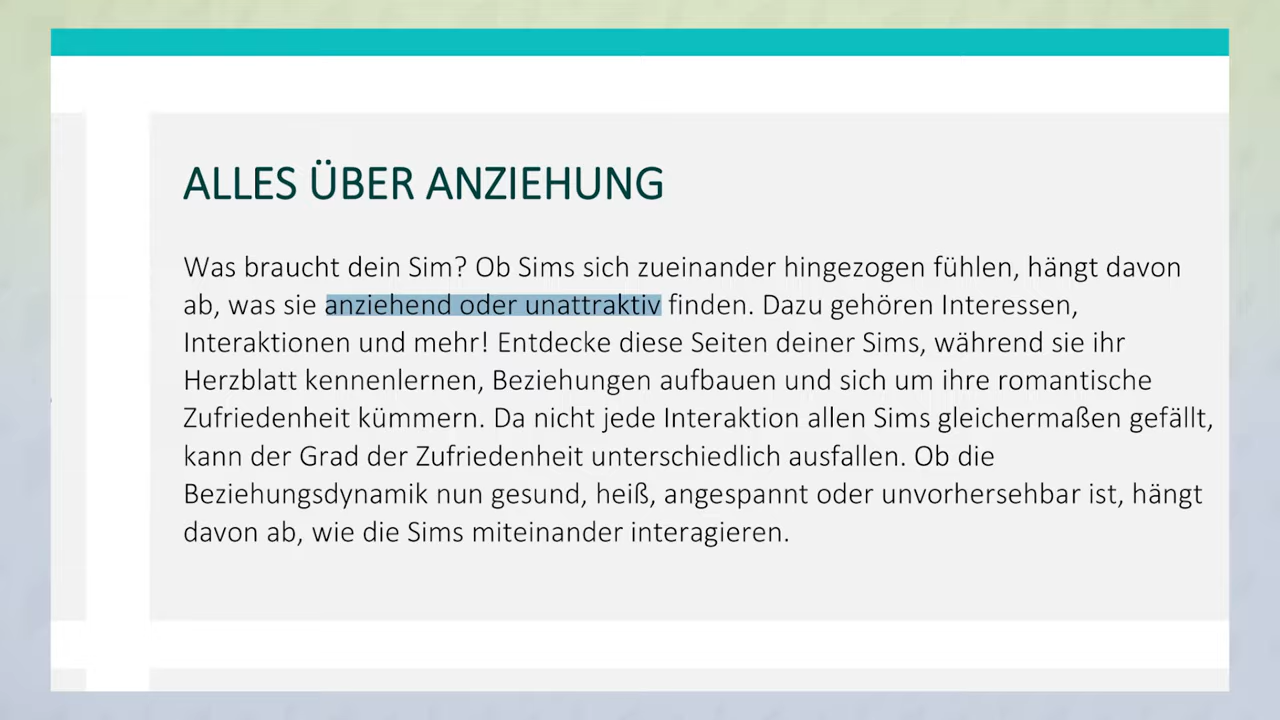 ALLES ÜBER ANZIEHUNG
Was braucht dein Sim? Ob Sims sich zueinander hingezogen fühlen, hängt davon
ab, was sie anziehend oder unattraktiv finden. Dazu gehören Interessen,
Interaktionen und mehr! Entdecke diese Seiten deiner Sims, während sie ihr
Herzblatt kennenlernen, Beziehungen aufbauen und sich um ihre romantische
Zufriedenheit kümmern. Da nicht jede Interaktion allen Sims gleichermaßen gefällt,
kann der Grad der Zufriedenheit unterschiedlich ausfallen. Ob die
Beziehungsdynamik nun gesund, heiß, angespannt oder unvorhersehbar ist, hängt
davon ab, wie die Sims miteinander interagieren.